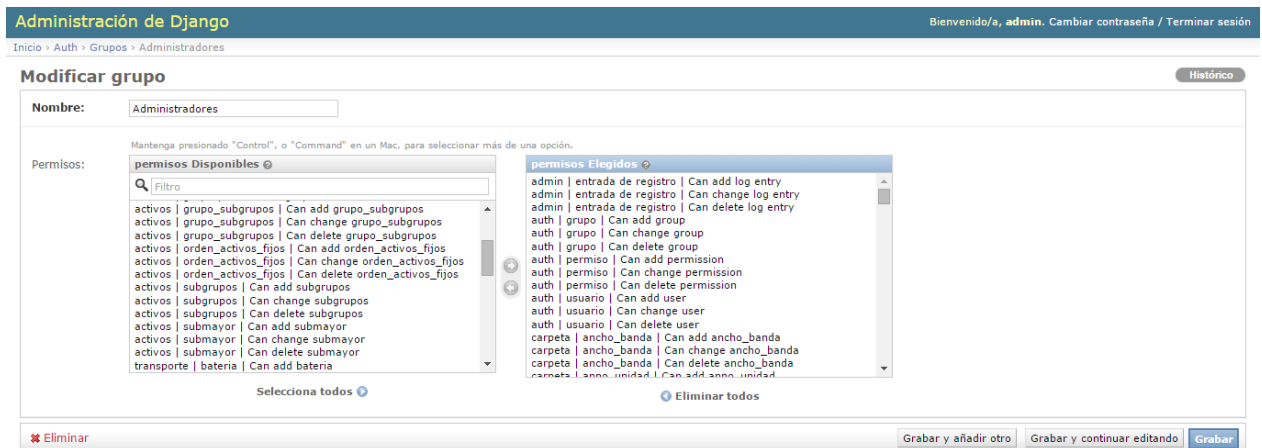 Administración de Django
Bienvenido/a, admin. Cambiar contraseña / Terminar sesión
Inicio › Auth › Grupos › Administradores
Modificar grupo
Histórico
Nombre:
Administradores
Mantenga presionado "Control", o "Command" en un Mac, para seleccionar más de una opción.
Permisos:
permisos Disponibles
Filtro
activos | grupo_subgrupos | Can add grupo_subgrupos
activos | grupo_subgrupos | Can change grupo_subgrupos
activos | grupo_subgrupos | Can delete grupo_subgrupos
activos | orden_activos_fijos | Can add orden_activos_fijos
activos | orden_activos_fijos | Can change orden_activos_fijos
activos | orden_activos_fijos | Can delete orden_activos_fijos
activos | subgrupos | Can add subgrupos
activos | subgrupos | Can change subgrupos
activos | subgrupos | Can delete subgrupos
activos | submayor | Can add submayor
activos | submayor | Can change submayor
activos | submayor | Can delete submayor
transporte | bateria | Can add bateria
Selecciona todos
permisos Elegidos
admin | entrada de registro | Can add log entry
admin | entrada de registro | Can change log entry
admin | entrada de registro | Can delete log entry
auth | grupo | Can add group
auth | grupo | Can change group
auth | grupo | Can delete group
auth | permiso | Can add permission
auth | permiso | Can change permission
auth | permiso | Can delete permission
auth | usuario | Can add user
auth | usuario | Can change user
auth | usuario | Can delete user
carpeta | ancho_banda | Can add ancho_banda
carpeta | ancho_banda | Can change ancho_banda
carpeta | ancho_banda | Can delete ancho_banda
carpeta | anno_unidad | Can add anno_unidad
Eliminar todos
Eliminar
Grabar y añadir otro
Grabar y continuar editando
Grabar